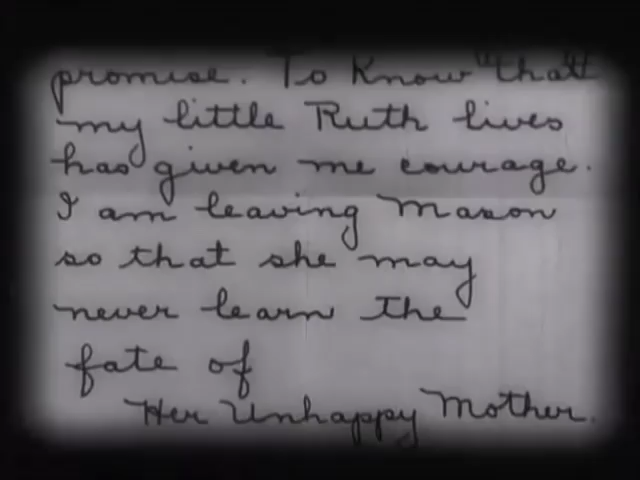 promise. To Know that
my little Ruth lives
has given me courage.
I am leaving Mason
so that she may
never learn the
fate of
Her Unhappy Mother.